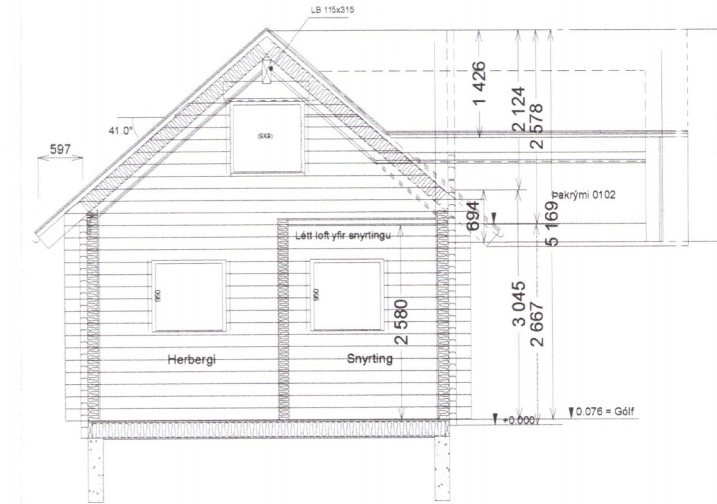 LB 115x315
1 426
2 124
2 578
41.0°
(9X9)
597
Þakrými 0102
694
5 169
Létt loft yfir snyrtingu
950
950
2 580
3 045
2 667
Herbergi
Snyrting
+0.000
0.076 = Gólf